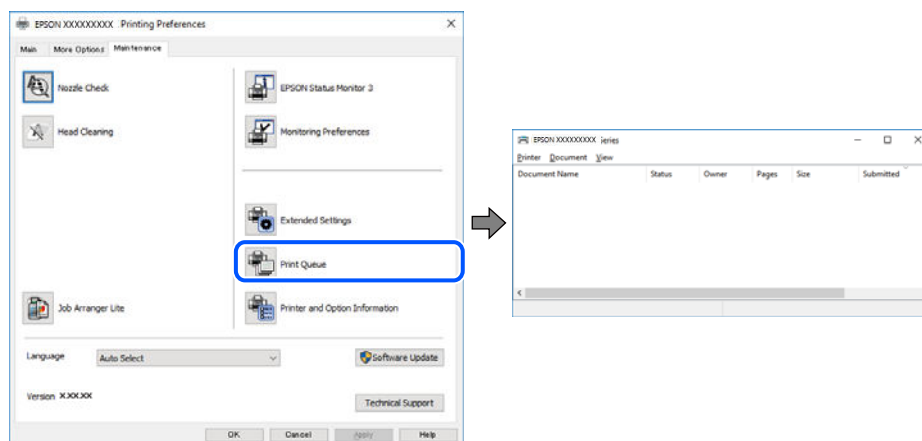 EPSON XXXXXXXXX Printing Preferences
Main More Options Maintenance
Nozzle Check
EPSON Status Monitor 3
Head Cleaning
Monitoring Preferences
Extended Settings
Print Queue
Job Arranger Lite
Printer and Option Information
Language Auto Select
Software Update
Version X.XX.XX
Technical Support
OK Cancel Apply Help
EPSON XXXXXXXXX ieries
Printer Document View
Document Name Status Owner Pages Size Submitted